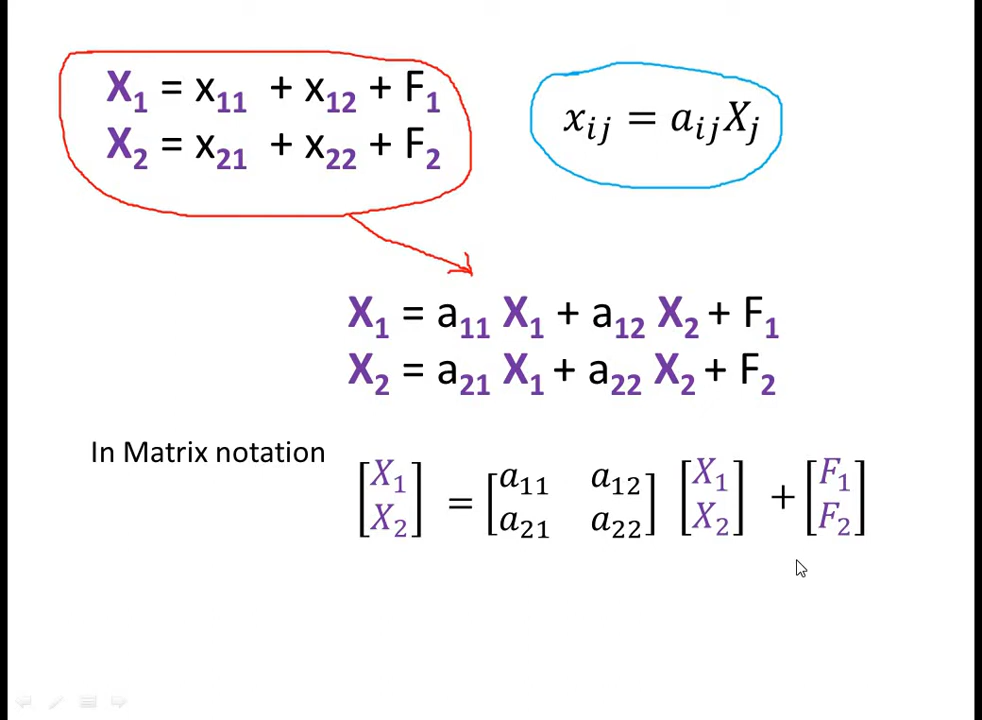 X₁ = x₁₁ + x₁₂ + F₁
X₂ = x₂₁ + x₂₂ + F₂
xᵢⱼ = aᵢⱼXⱼ
X₁ = a₁₁ X₁ + a₁₂ X₂ + F₁
X₂ = a₂₁ X₁ + a₂₂ X₂ + F₂
In Matrix notation
[X₁ X₂] = [a₁₁ a₁₂ a₂₁ a₂₂] [X₁ X₂] + [F₁ F₂]